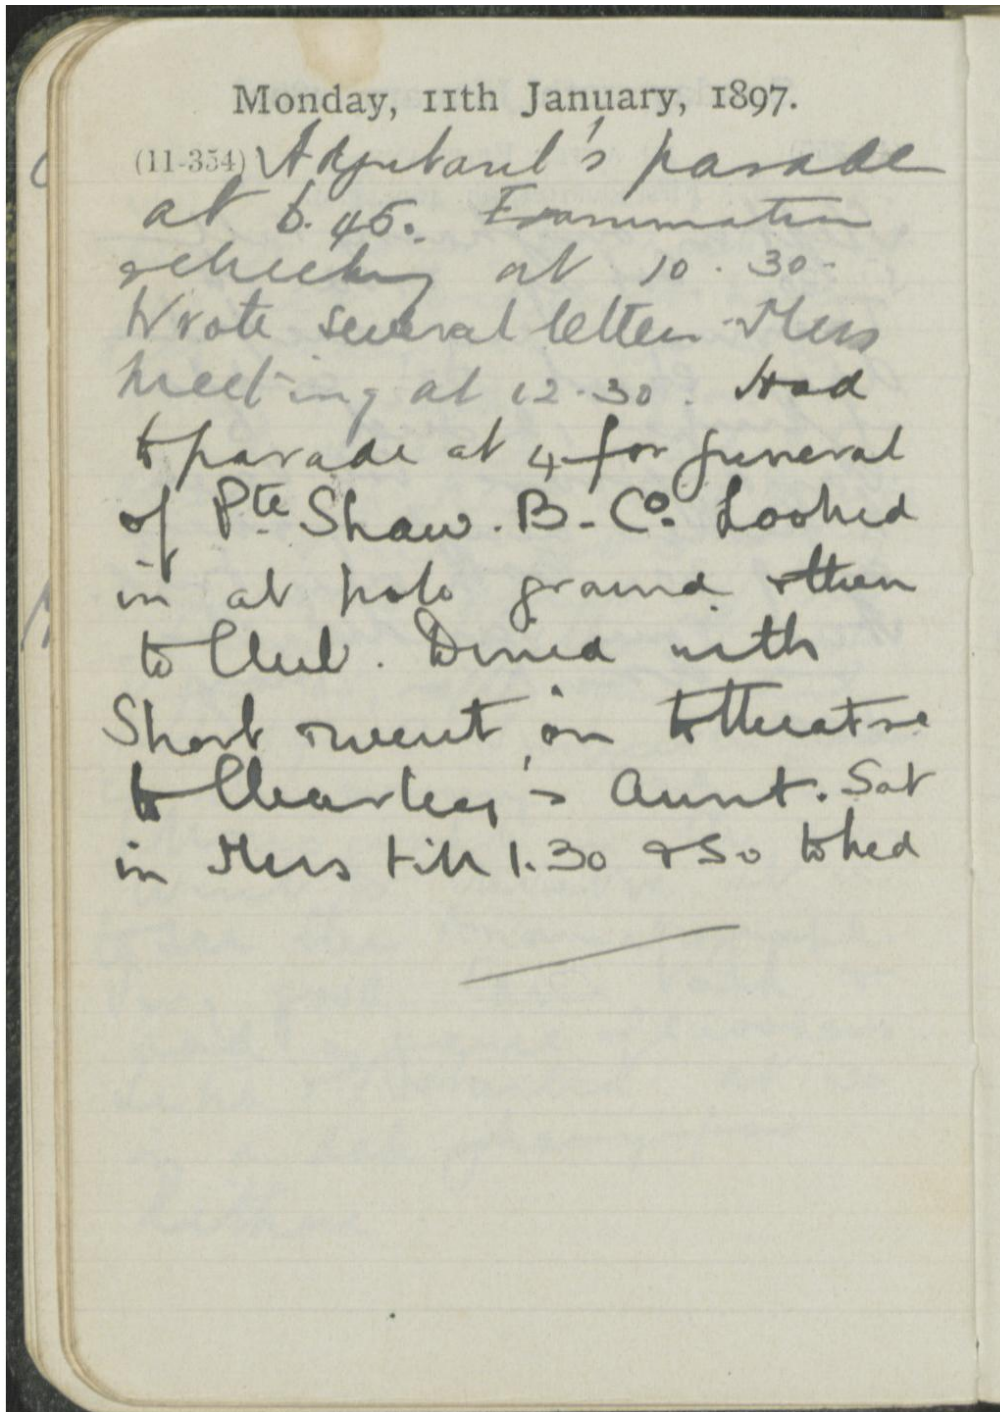 Monday, 11th January, 1897.
(11-354) Adjutant's parade
at 6.45. Examination
checking at 10.30.
Wrote several letters Mess
meeting at 12.30. Had
to parade at 4 for funeral
of Pte Shaw. B. Co. Looked
in at polo ground & then
to Club. Dined with
Short & went on to theatre
to Charley's Aunt. Sat
in Mess till 1.30 & so to bed